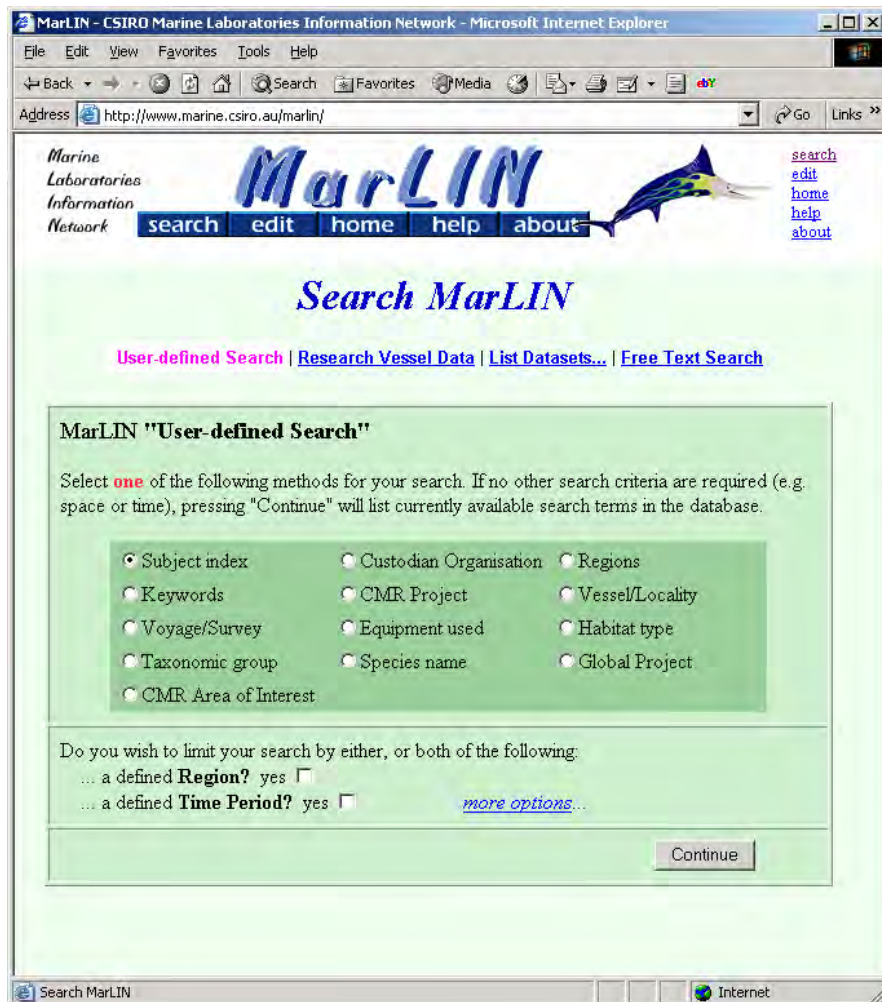 MarLIN - CSIRO Marine Laboratories Information Network - Microsoft Internet Explorer
File Edit View Favorites Tools Help
Back Search Favorites Media ebY
Address http://www.marine.csiro.au/marlin/ Go Links »
Marine
Laboratories
Information
Network
MarLIN
search edit home help about
search
edit
home
help
about
Search MarLIN
User-defined Search | Research Vessel Data | List Datasets... | Free Text Search
MarLIN "User-defined Search"
Select one of the following methods for your search. If no other search criteria are required (e.g.
space or time), pressing "Continue" will list currently available search terms in the database.
Subject index Custodian Organisation Regions
Keywords CMR Project Vessel/Locality
Voyage/Survey Equipment used Habitat type
Taxonomic group Species name Global Project
CMR Area of Interest
Do you wish to limit your search by either, or both of the following:
... a defined Region? yes
... a defined Time Period? yes more options...
Continue
Search MarLIN Internet